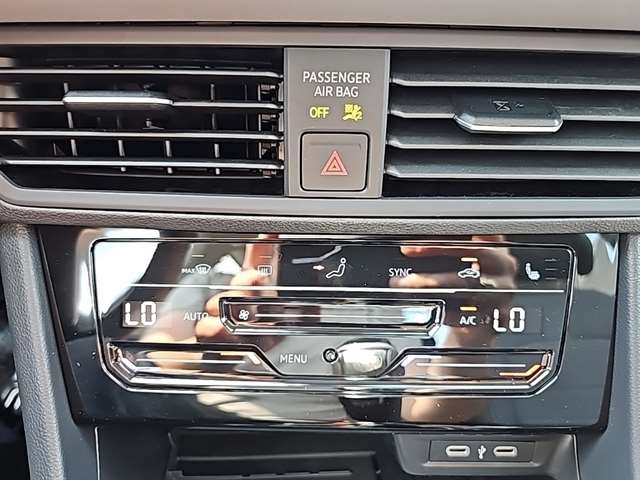 PASSENGER
AIR BAG
OFF
MAX
SYNC
LO
AUTO
A/C
LO
MENU